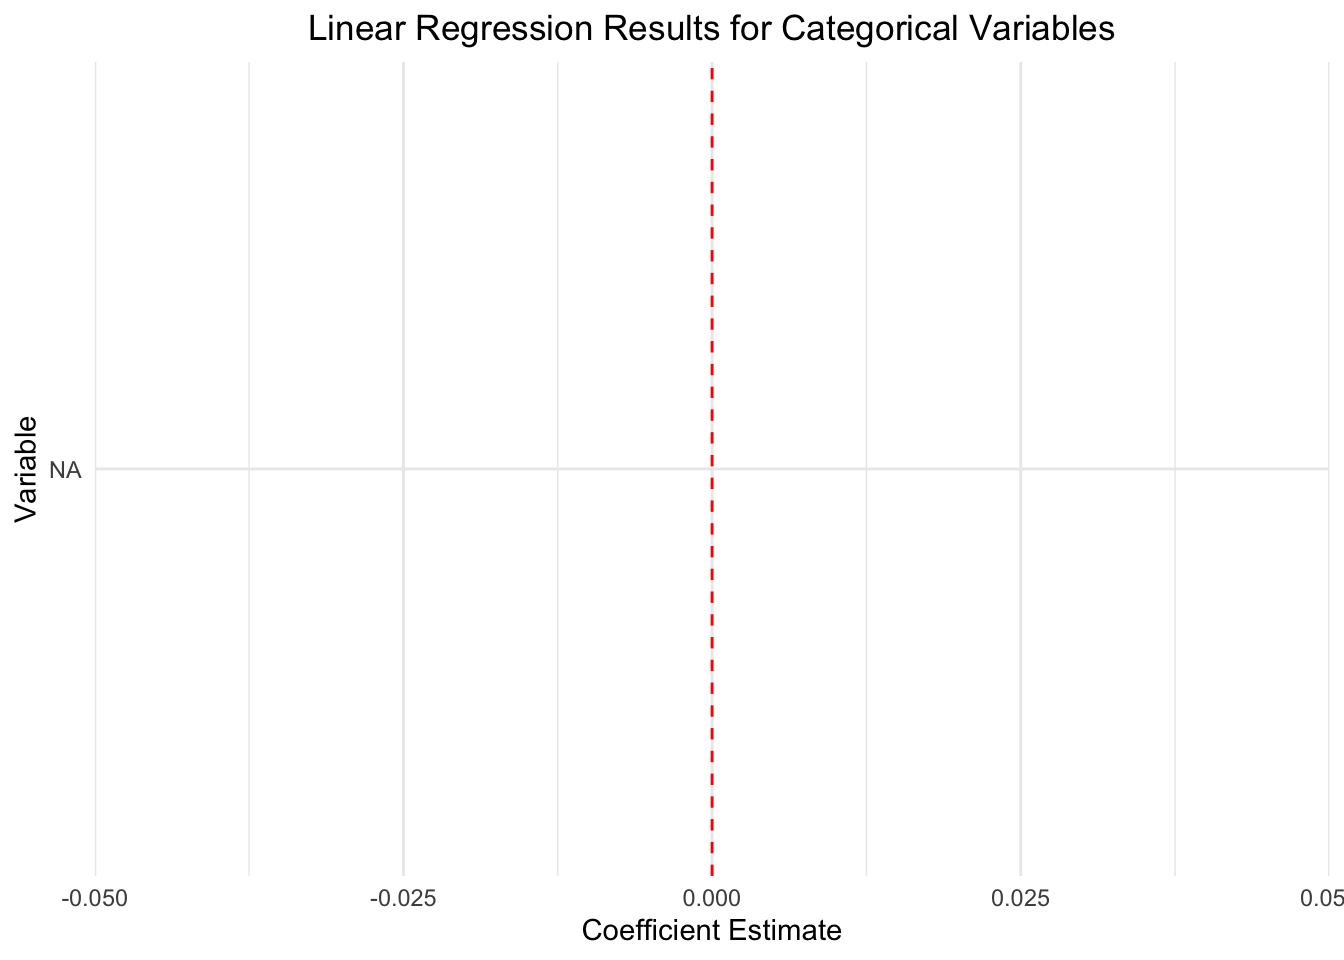 Linear Regression Results for Categorical Variables
Variable
NA
-0.050
-0.025
0.000
0.025
0.05
Coefficient Estimate